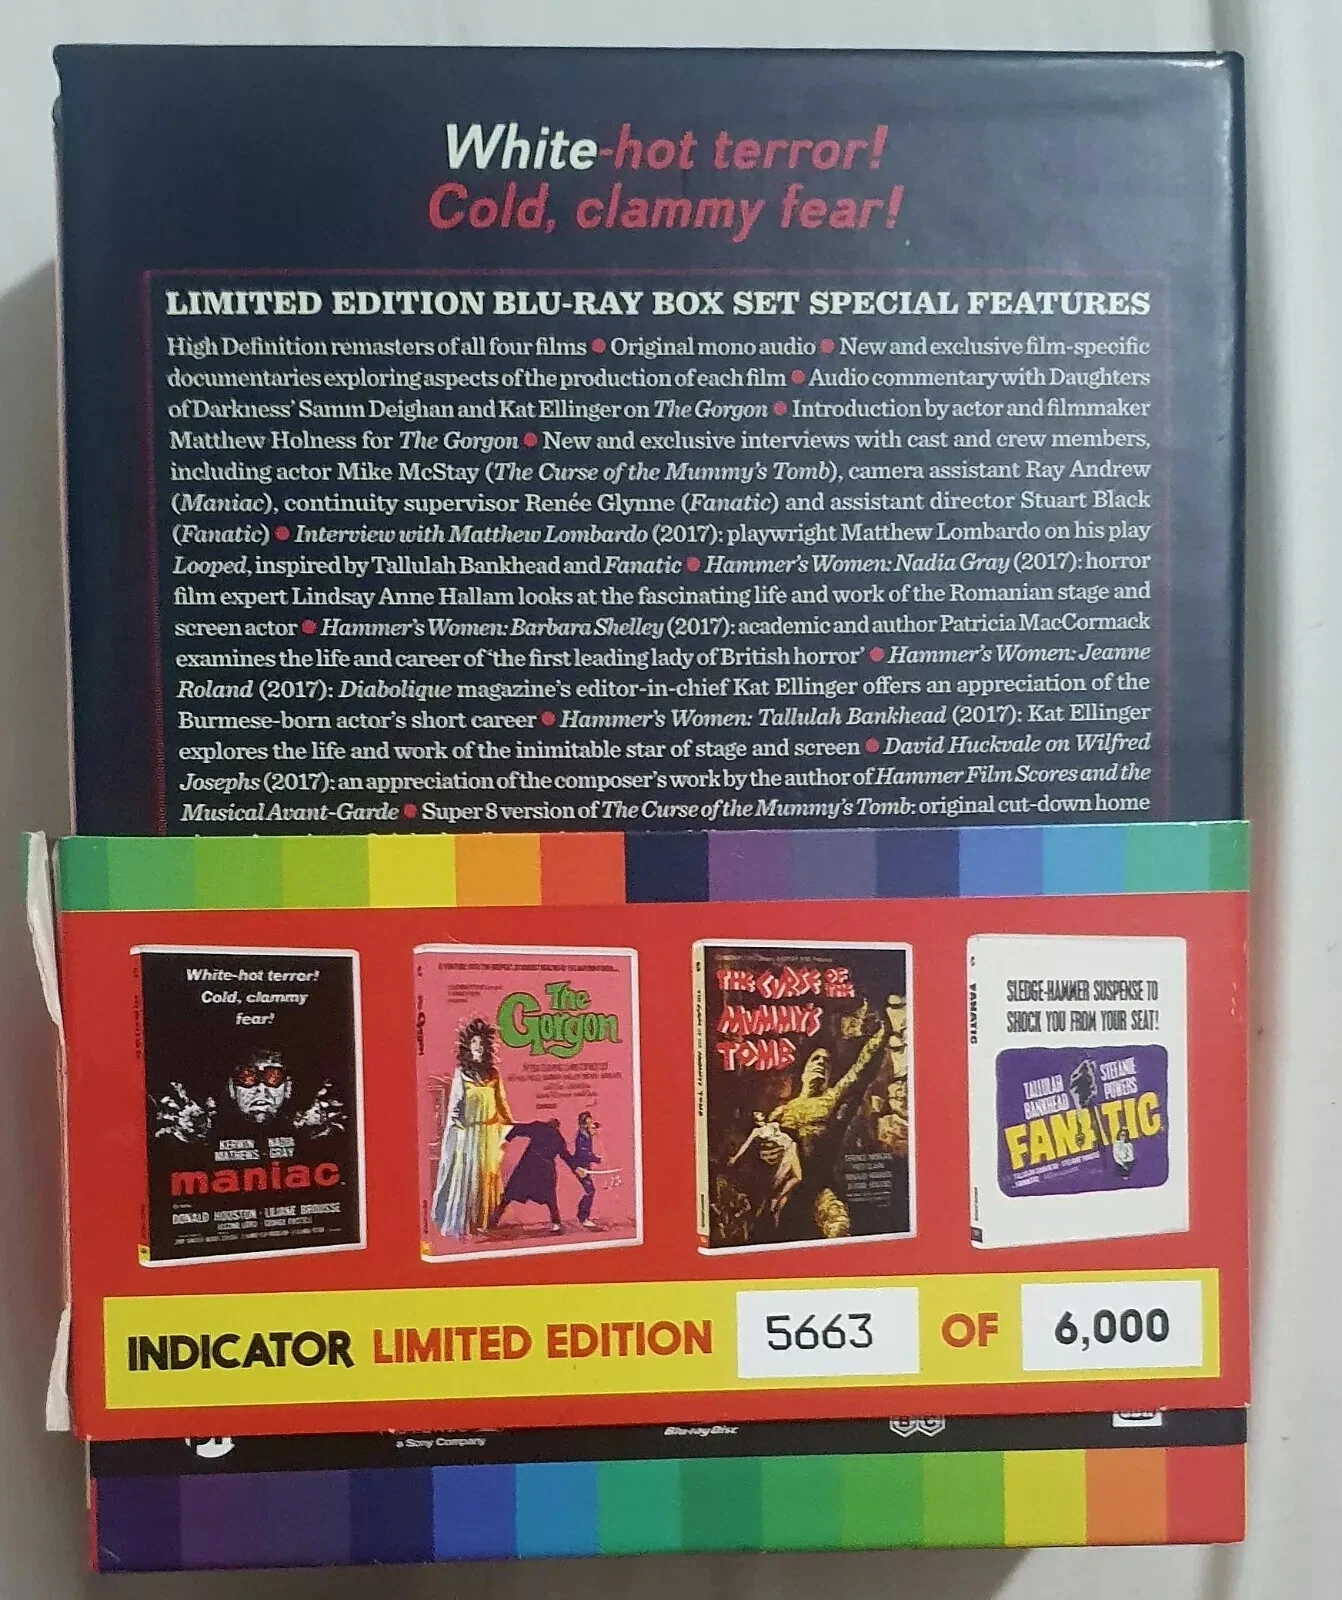 White-hot terror!
Cold, clammy fear!
LIMITED EDITION BLU-RAY BOX SET SPECIAL FEATURES
High Definition remasters of all four films ● Original mono audio ● New and exclusive film-specific
documentaries exploring aspects of the production of each film ● Audio commentary with Daughters
of Darkness' Samm Deighan and Kat Ellinger on The Gorgon ● Introduction by actor and filmmaker
Matthew Holness for The Gorgon ● New and exclusive interviews with cast and crew members,
including actor Mike McStay (The Curse of the Mummy's Tomb), camera assistant Ray Andrew
(Maniac), continuity supervisor Renée Glynne (Fanatic) and assistant director Stuart Black
(Fanatic) ● Interview with Matthew Lombardo (2017): playwright Matthew Lombardo on his play
Looped, inspired by Tallulah Bankhead and Fanatic ● Hammer's Women: Nadia Gray (2017): horror
film expert Lindsay Anne Hallam looks at the fascinating life and work of the Romanian stage and
screen actor ● Hammer's Women: Barbara Shelley (2017): academic and author Patricia MacCormack
examines the life and career of 'the first leading lady of British horror' ● Hammer's Women: Jeanne
Roland (2017): Diabolique magazine's editor-in-chief Kat Ellinger offers an appreciation of the
Burmese-born actor's short career ● Hammer's Women: Tallulah Bankhead (2017): Kat Ellinger
explores the life and work of the inimitable star of stage and screen ● David Huckvale on Wilfred
Josephs (2017): an appreciation of the composer's work by the author of Hammer Film Scores and the
Musical Avant-Garde ● Super 8 version of The Curse of the Mummy's Tomb: original cut-down home
White-hot terror!
Cold, clammy
fear!
KERWIN NADIA
MATHEWS - GRAY
maniac
DONALD HOUSTON · LILIANE BROUSSE
The
Gorgon
THE CURSE OF THE
MUMMY'S
TOMB
FANATIC
SLEDGE-HAMMER SUSPENSE TO
SHOCK YOU FROM YOUR SEAT!
TALLULAH STEFANIE
BANKHEAD POWERS
FANATIC
INDICATOR LIMITED EDITION 5663 OF 6,000
a Sony Company
Blu-ray Disc